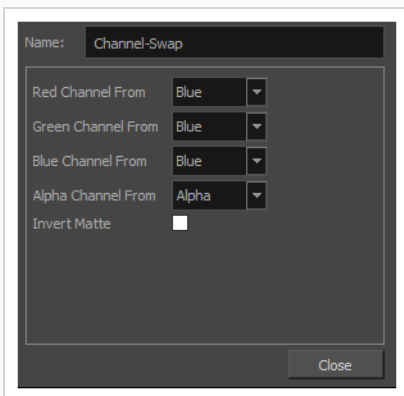 Name: Channel-Swap
Red Channel From Blue
Green Channel From Blue
Blue Channel From Blue
Alpha Channel From Alpha
Invert Matte
Close